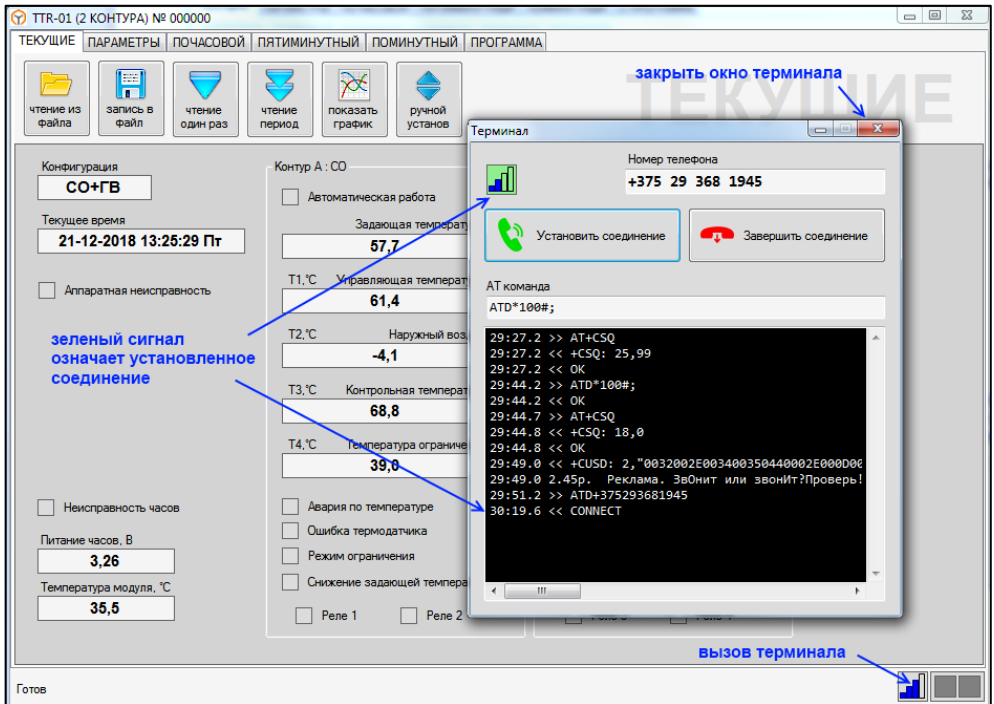 TTR-01 (2 КОНТУРА) № 000000
ТЕКУЩИЕ ПАРАМЕТРЫ ПОЧАСОВОЙ ПЯТИМИНУТНЫЙ ПОМИНУТНЫЙ ПРОГРАММА
чтение из
файла
запись в
файл
чтение
один раз
чтение
период
показать
график
ручной
установ
ТЕКУЩИЕ
закрыть окно терминала
Конфигурация
СО+ГВ
Текущее время
21-12-2018 13:25:29 Пт
Аппаратная неисправность
зеленый сигнал
означает установленное
соединение
Неисправность часов
Питание часов, В
3,26
Температура модуля, °С
35,5
Контур А : СО
Автоматическая работа
Задающая температ
57,7
T1,°C Управляющая температ
61,4
T2,°C Наружный воз
-4,1
T3,°C Контрольная температ
68,8
T4,°C Температура ограниче
39,0
Авария по температуре
Ошибка термодатчика
Режим ограничения
Снижение задающей темпера
Реле 1 Реле 2
Терминал
Номер телефона
+375 29 368 1945
Установить соединение
Завершить соединение
АТ команда
ATD*100#;
29:27.2 >> AT+CSQ
29:27.2 << +CSQ: 25,99
29:27.2 << OK
29:44.2 >> ATD*100#;
29:44.2 << OK
29:44.7 >> AT+CSQ
29:44.8 << +CSQ: 18,0
29:44.8 << OK
29:49.0 << +CUSD: 2,"0032002E003400350440002E000D00
29:49.0 2.45р. Реклама. ЗвОнит или звонИт?Проверь!
29:51.2 >> ATD+375293681945
30:19.6 << CONNECT
вызов терминала
Готов